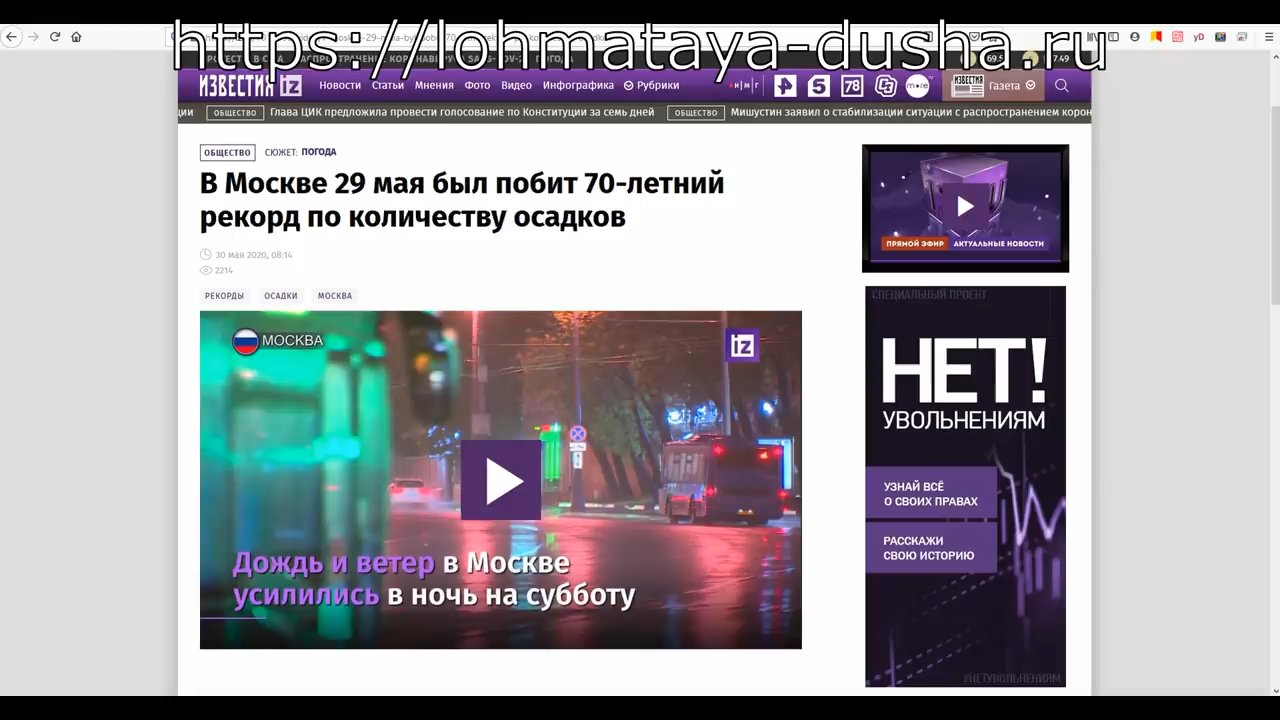 https://lohmataya-dusha.ru
ИЗВЕСТИЯ iz
Новости Статьи Мнения Фото Видео Инфографика Рубрики
5 78 more
ИЗВЕСТИЯ Газета
ОБЩЕСТВО Глава ЦИК предложила провести голосование по Конституции за семь дней ОБЩЕСТВО Мишустин заявил о стабилизации ситуации с распространением корон
ОБЩЕСТВО СЮЖЕТ: ПОГОДА
В Москве 29 мая был побит 70-летний
рекорд по количеству осадков
30 мая 2020, 08:14
2214
РЕКОРДЫ ОСАДКИ МОСКВА
МОСКВА
iz
Дождь и ветер в Москве
усилились в ночь на субботу
ПРЯМОЙ ЭФИР АКТУАЛЬНЫЕ НОВОСТИ
СПЕЦИАЛЬНЫЙ ПРОЕКТ
НЕТ!
УВОЛЬНЕНИЯМ
УЗНАЙ ВСЁ
О СВОИХ ПРАВАХ
РАССКАЖИ
СВОЮ ИСТОРИЮ
#НЕТУВОЛЬНЕНИЯМ